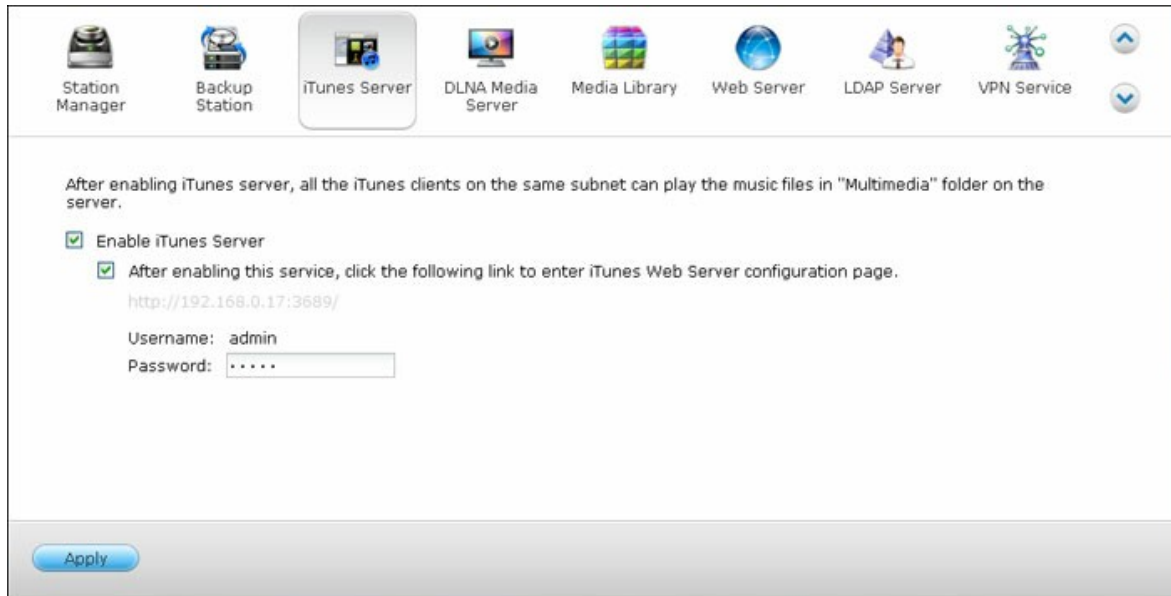 Station Manager
Backup Station
iTunes Server
DLNA Media Server
Media Library
Web Server
LDAP Server
VPN Service
After enabling iTunes server, all the iTunes clients on the same subnet can play the music files in "Multimedia" folder on the
server.
Enable iTunes Server
After enabling this service, click the following link to enter iTunes Web Server configuration page.
http://192.168.0.17:3689/
Username: admin
Password: •••••
Apply